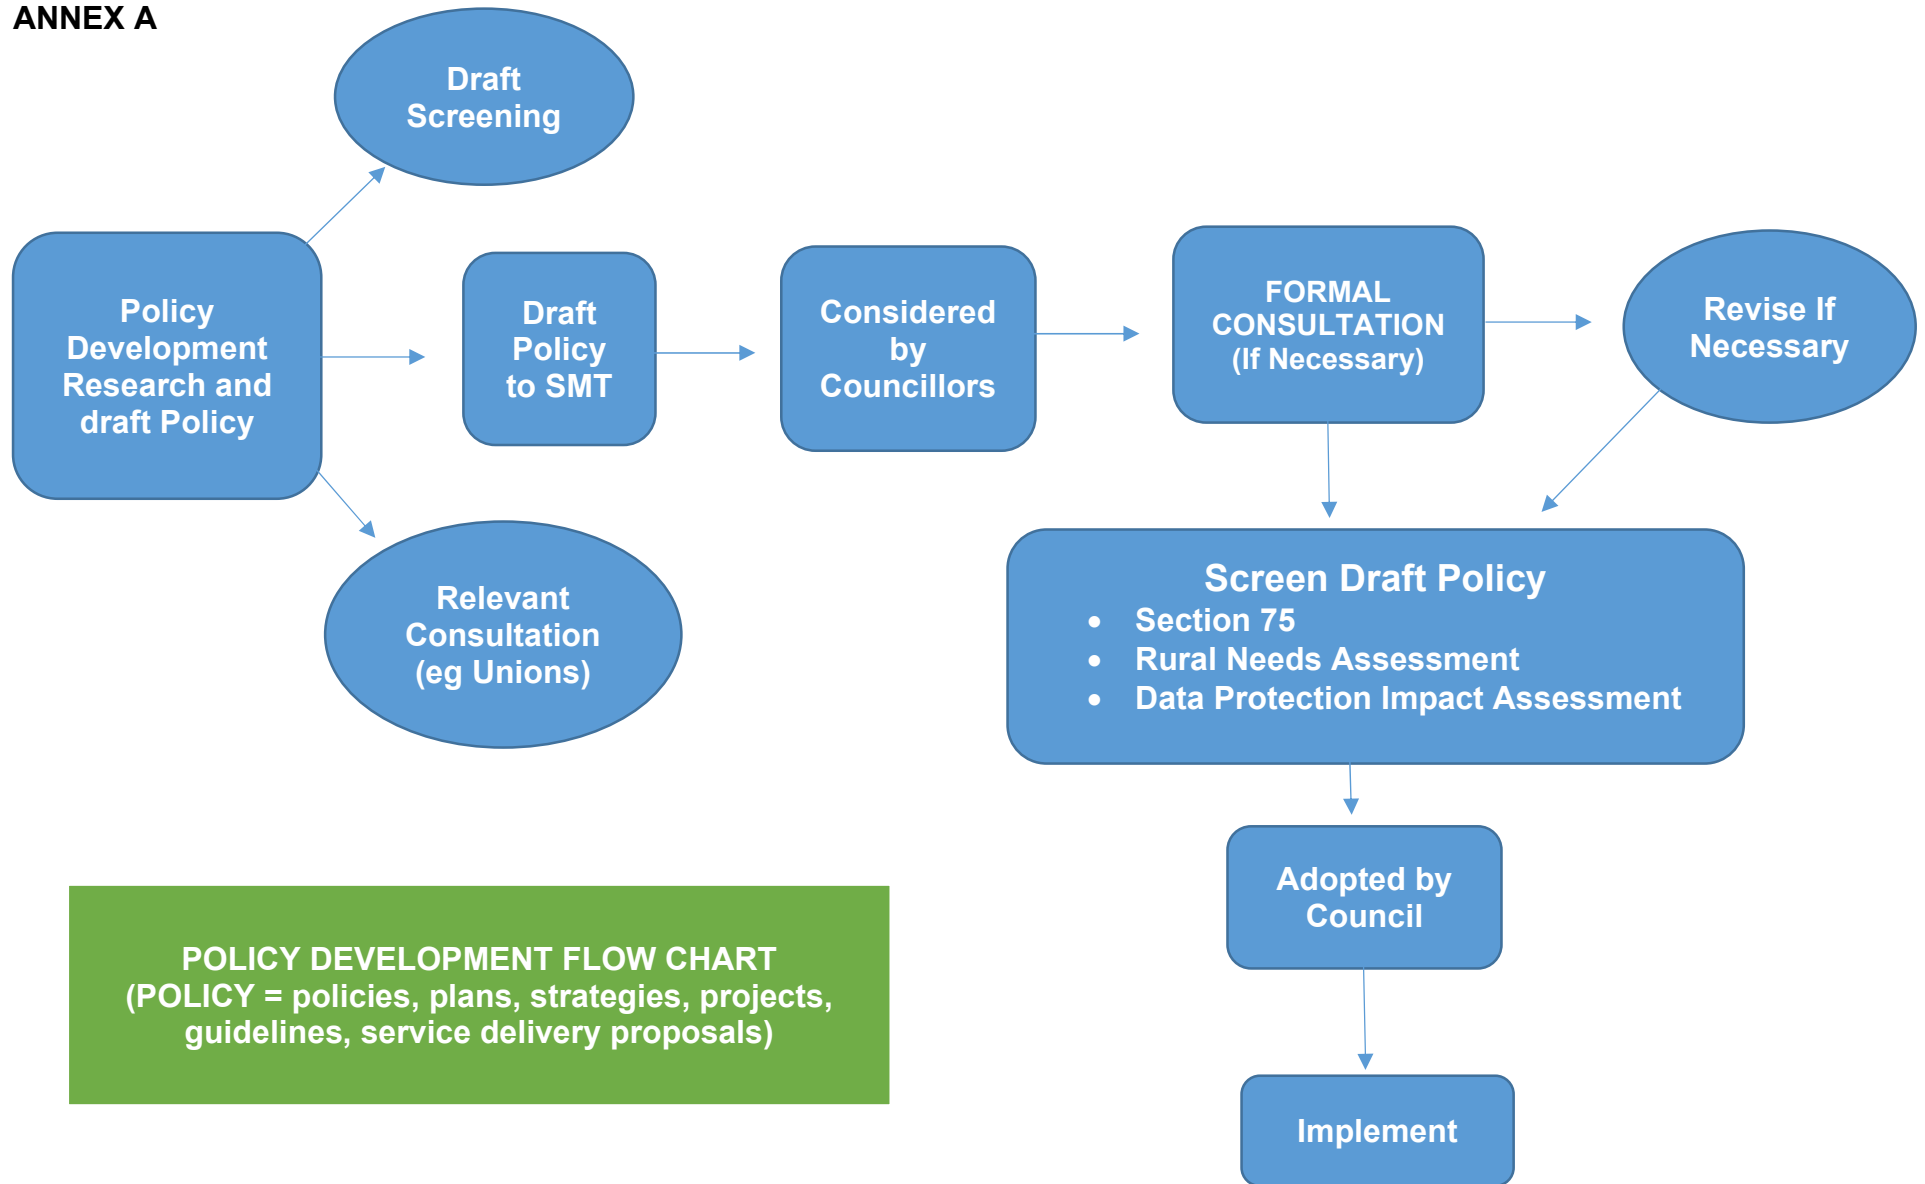 ANNEX A
Draft
Screening
Policy
Development
Research and
draft Policy
Draft
Policy
to SMT
Considered
by
Councillors
FORMAL
CONSULTATION
(If Necessary)
Revise If
Necessary
Relevant
Consultation
(eg Unions)
Screen Draft Policy
• Section 75
• Rural Needs Assessment
• Data Protection Impact Assessment
Adopted by
Council
POLICY DEVELOPMENT FLOW CHART
(POLICY = policies, plans, strategies, projects,
guidelines, service delivery proposals)
Implement